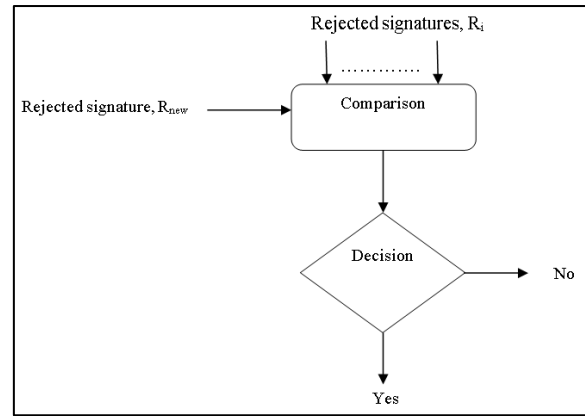 Rejected signatures, Ri
.............
Comparison
Rejected signature, Rnew
Decision
No
Yes